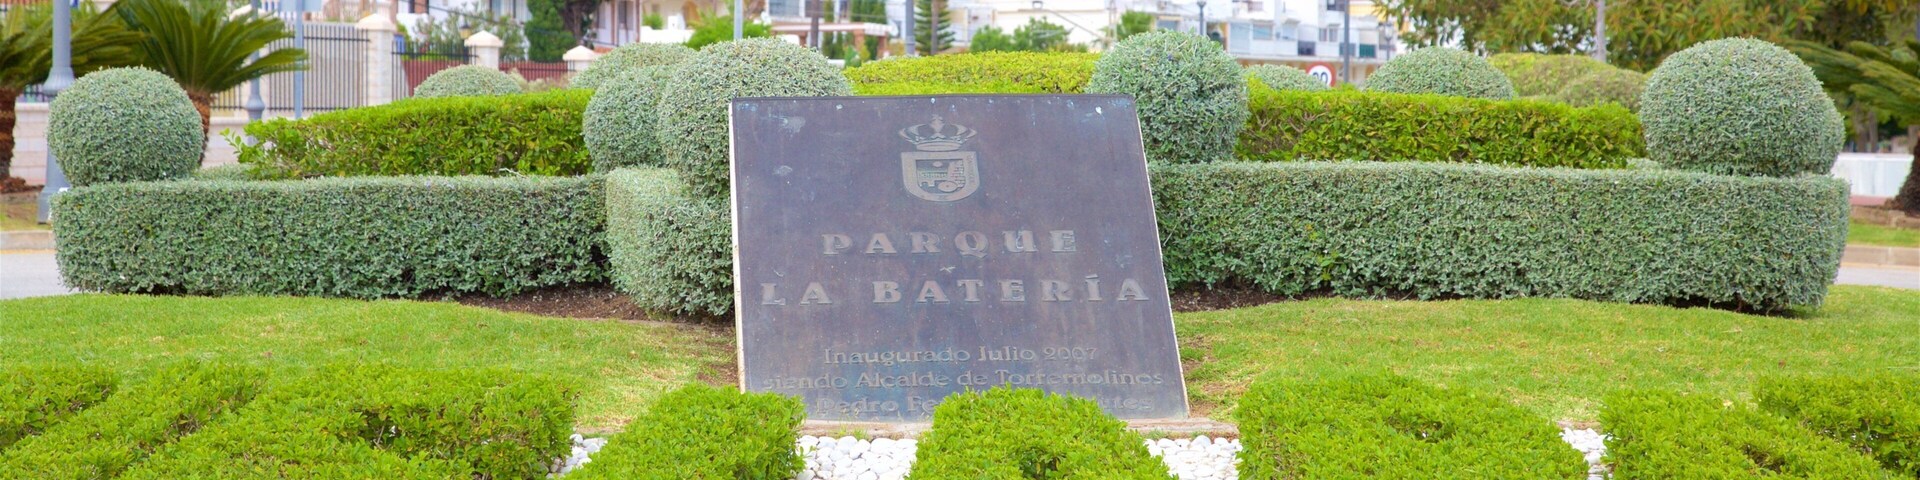 PARQUE
LA BATERÍA
Inaugurado Julio 2007
siendo Alcalde de Torremolinos
Pedro